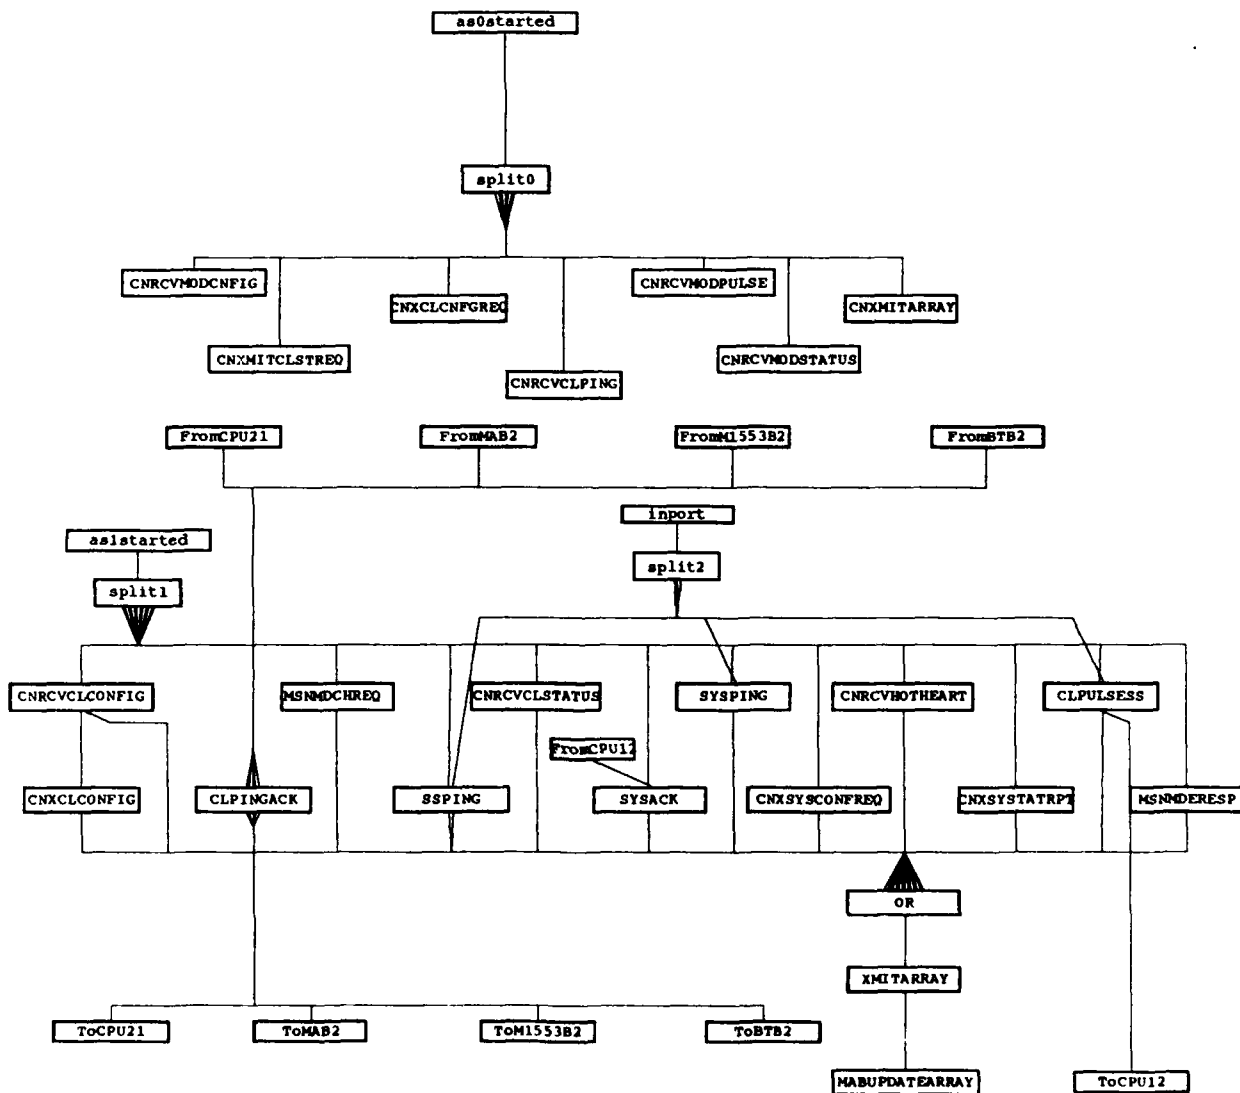 as0started
split0
CNRCVMODCNFIG
CNXCLCNFGREQ
CNRCVMODPULSE
CNXMITARRAY
CNXMITCLSTREQ
CNRCVCLPING
CNRCVMODSTATUS
FromCPU21
FromMAB2
FromM1553B2
FromBTB2
inport
as1started
split2
split1
CNRCVCLCONFIG
MSNMDCHREQ
CNRCVCLSTATUS
SYSPING
CNRCVHOTHEART
CLPULSESS
FromCPU12
CNXCLCONFIG
CLPINGACK
SSPING
SYSACK
CNXSYSCONFREQ
CNXSYSTATRPT
MSNMDERESP
OR
XMITARRAY
ToCPU21
ToMAB2
ToM1553B2
ToBTB2
MABUPDATEARRAY
ToCPU12